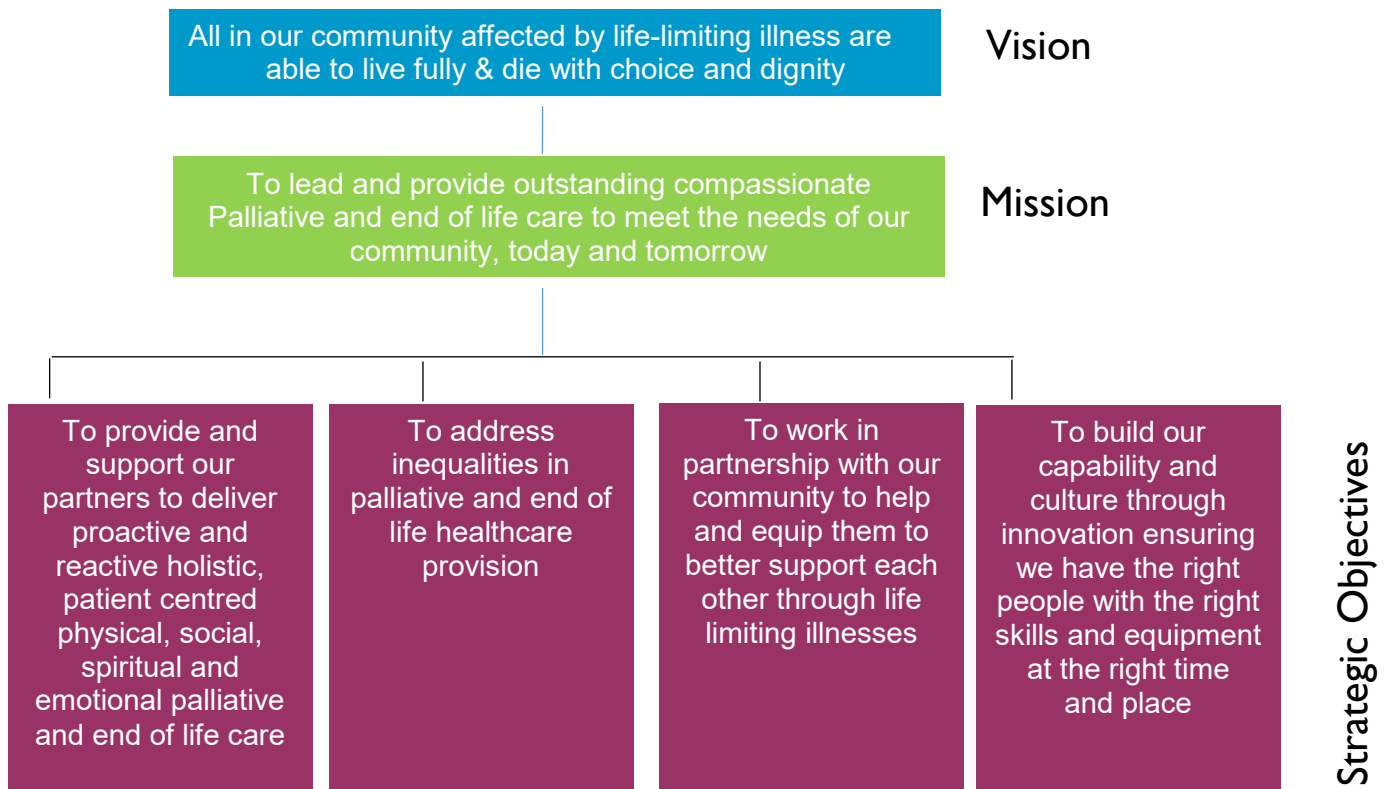 All in our community affected by life-limiting illness are
able to live fully & die with choice and dignity
Vision
To lead and provide outstanding compassionate
Palliative and end of life care to meet the needs of our
community, today and tomorrow
Mission
To provide and
support our
partners to deliver
proactive and
reactive holistic,
patient centred
physical, social,
spiritual and
emotional palliative
and end of life care
To address
inequalities in
palliative and end of
life healthcare
provision
To work in
partnership with our
community to help
and equip them to
better support each
other through life
limiting illnesses
To build our
capability and
culture through
innovation ensuring
we have the right
people with the right
skills and equipment
at the right time
and place
Strategic Objectives